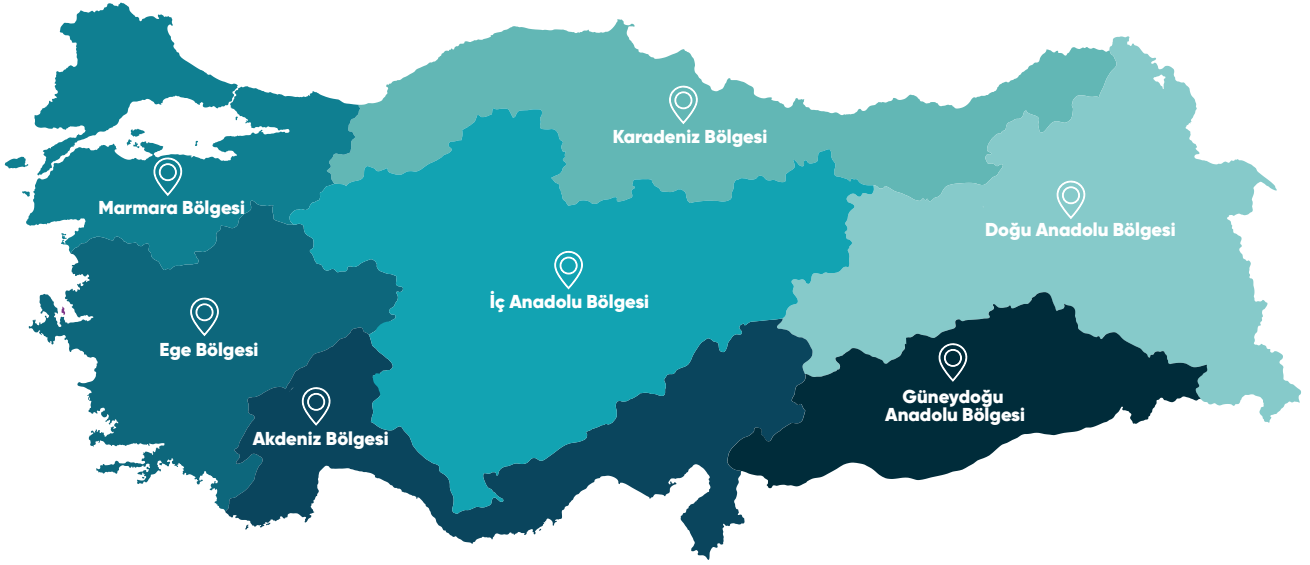 Karadeniz Bölgesi
Marmara Bölgesi
Doğu Anadolu Bölgesi
İç Anadolu Bölgesi
Ege Bölgesi
Güneydoğu
Anadolu Bölgesi
Akdeniz Bölgesi